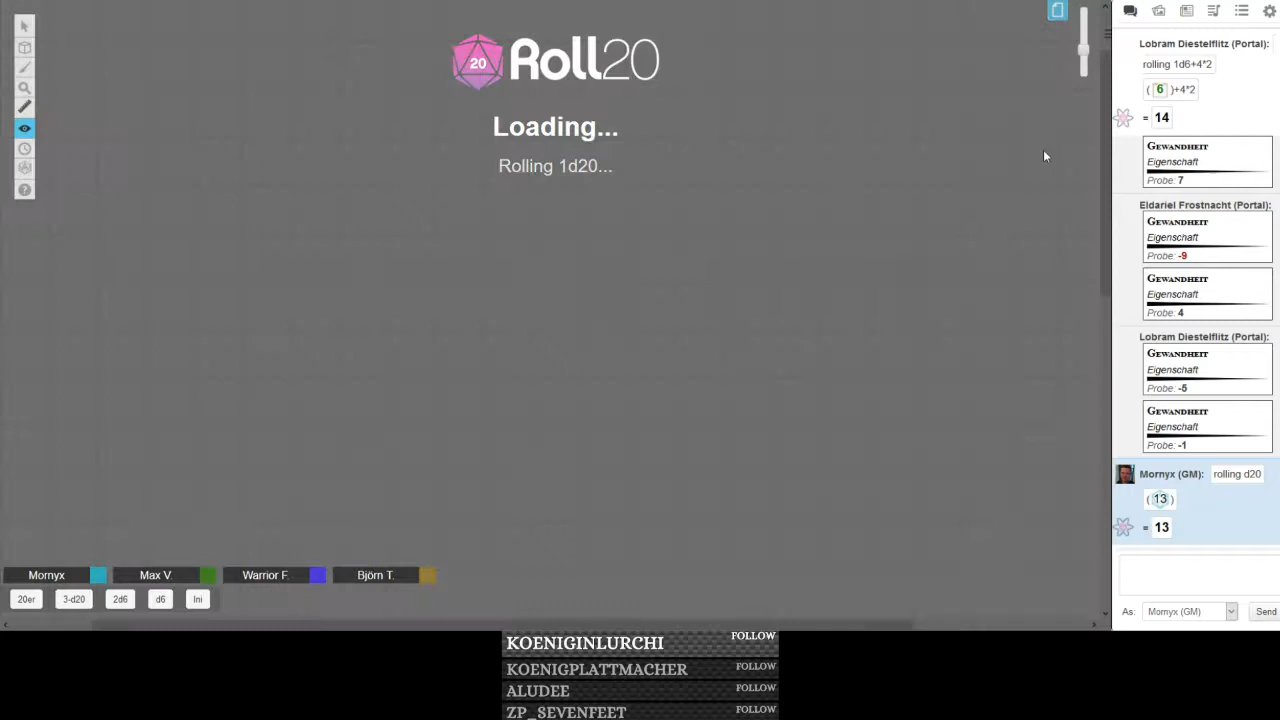 20
Roll20
Loading...
Rolling 1d20...
Lobram Diestelflitz (Portal):
rolling 1d6+4*2
( 6 )+4*2
= 14
Gewandheit
Eigenschaft
Probe: 7
Eldariel Frostnacht (Portal):
Gewandheit
Eigenschaft
Probe: -9
Gewandheit
Eigenschaft
Probe: 4
Lobram Diestelflitz (Portal):
Gewandheit
Eigenschaft
Probe: -5
Gewandheit
Eigenschaft
Probe: -1
Mornyx (GM): rolling d20
( 13 )
= 13
As: Mornyx (GM) Send
Mornyx Max V. Warrior F. Björn T.
20er 3-d20 2d6 d6 Ini
KOENIGINLURCHI FOLLOW
KOENIGPLATTMACHER FOLLOW
ALUDEE FOLLOW
ZP_SEVENFEET FOLLOW